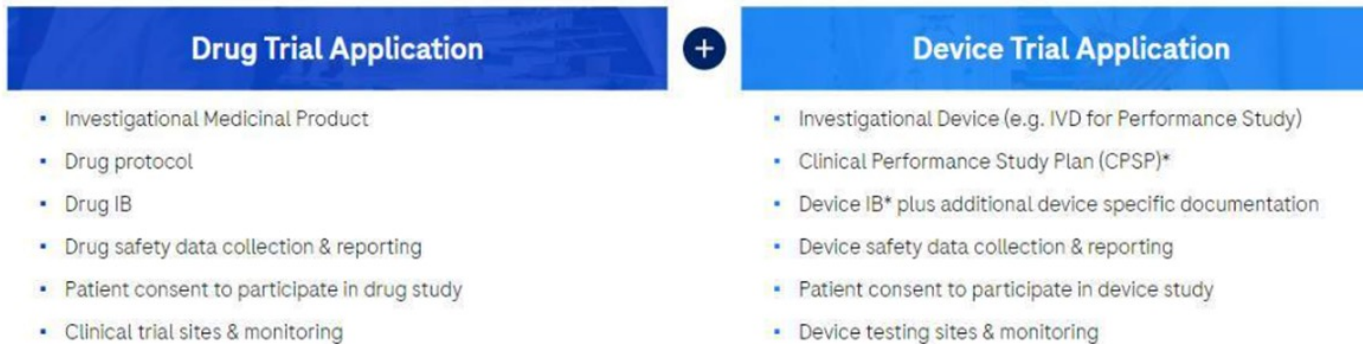 Drug Trial Application
+
Device Trial Application
▪ Investigational Medicinal Product
▪ Drug protocol
▪ Drug IB
▪ Drug safety data collection & reporting
▪ Patient consent to participate in drug study
▪ Clinical trial sites & monitoring
▪ Investigational Device (e.g. IVD for Performance Study)
▪ Clinical Performance Study Plan (CPSP)*
▪ Device IB* plus additional device specific documentation
▪ Device safety data collection & reporting
▪ Patient consent to participate in device study
▪ Device testing sites & monitoring